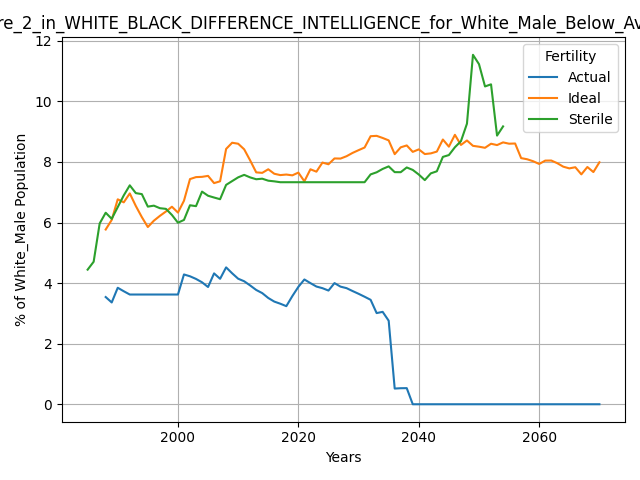 re_2_in_WHITE_BLACK_DIFFERENCE_INTELLIGENCE_for_White_Male_Below_Av
12
10
8
6
4
2
0
% of White_Male Population
Fertility
Actual
Ideal
Sterile
2000
2020
2040
2060
Years